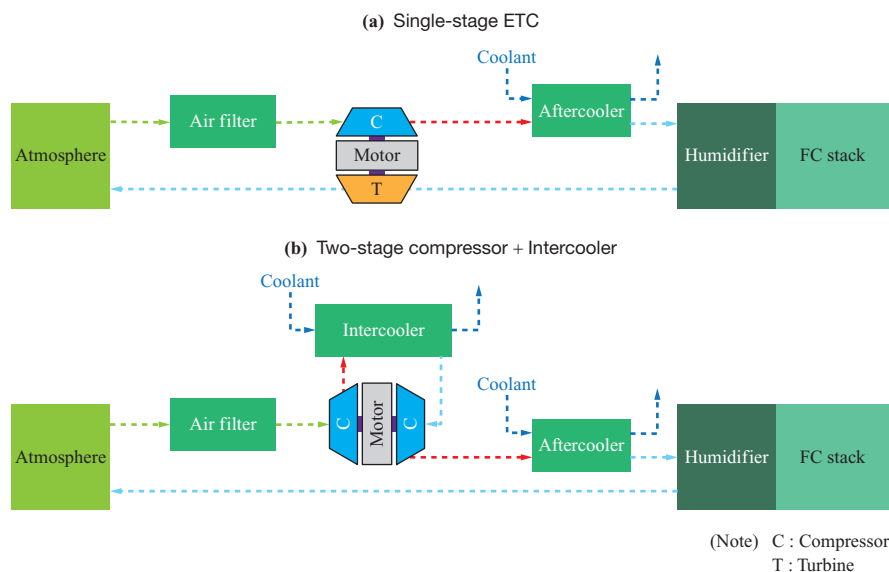 (a) Single-stage ETC
Coolant
Atmosphere
Air filter
C
Motor
T
Aftercooler
Humidifier
FC stack
(b) Two-stage compressor + Intercooler
Coolant
Intercooler
Atmosphere
Air filter
C
Motor
C
Coolant
Aftercooler
Humidifier
FC stack
(Note) C : Compressor
T : Turbine